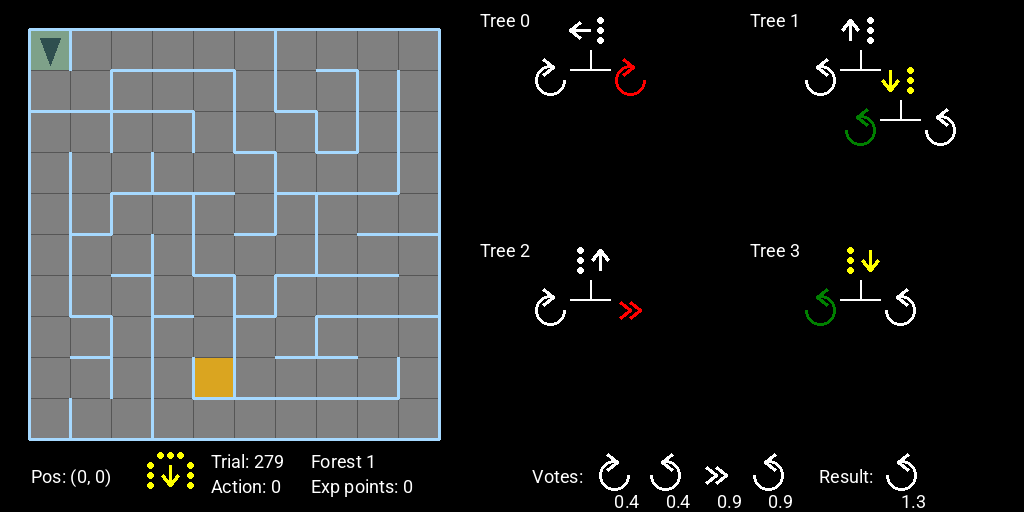 Tree 0
Tree 1
Tree 2
Tree 3
Pos: (0, 0)
Trial: 279
Forest 1
Action: 0
Exp points: 0
Votes:
0.4
0.4
0.9
0.9
Result:
1.3